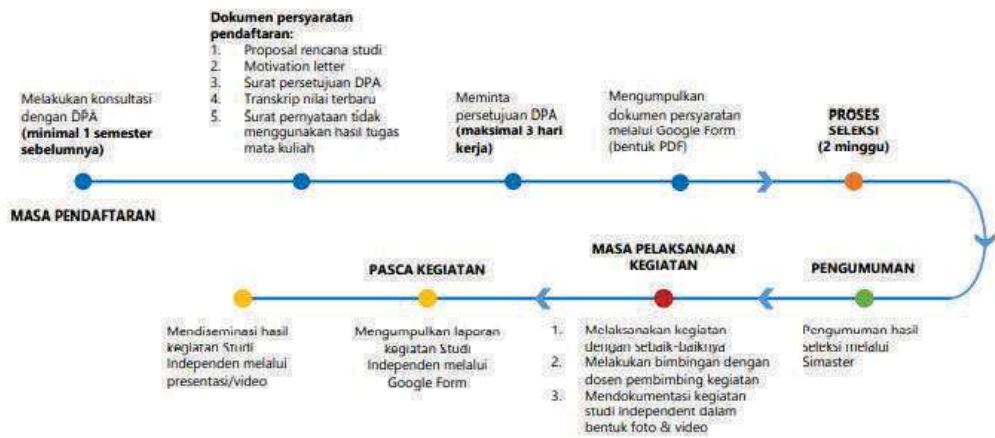 Melakukan konsultasi
dengan DPA
(minimal 1 semester
sebelumnya)
Dokumen persyaratan
pendaftaran:
1. Proposal rencana studi
2. Motivation letter
3. Surat persetujuan DPA
4. Transkrip nilai terbaru
5. Surat pernyataan tidak
menggunakan hasil tugas
mata kuliah
Meminta
persetujuan DPA
(maksimal 3 hari
kerja)
Mengumpulkan
dokumen persyaratan
melalui Google Form
(bentuk PDF)
PROSES
SELEKSI
(2 minggu)
MASA PENDAFTARAN
PENGUMUMAN
Pengumuman hasil
seleksi melalui
Simaster
MASA PELAKSANAAN
KEGIATAN
1. Melaksanakan kegiatan
dengan sebaik-baiknya
2. Melakukan bimbingan dengan
dosen pembimbing kegiatan
3. Mendokumentasi kegiatan
studi independent dalam
bentuk foto & video
PASCA KEGIATAN
Mengumpulkan laporan
kegiatan Studi
Independen melalui
Google Form
Mendiseminasi hasil
kegiatan Studi
Independen melalui
presentasi/video